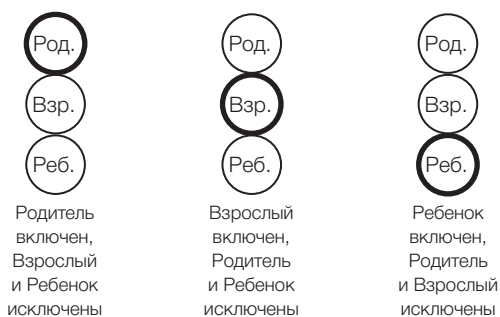 Род.
Взр.
Реб.
Родитель
включен,
Взрослый
и Ребенок
исключены
Род.
Взр.
Реб.
Взрослый
включен,
Родитель
и Ребенок
исключены
Род.
Взр.
Реб.
Ребенок
включен,
Родитель
и Взрослый
исключены